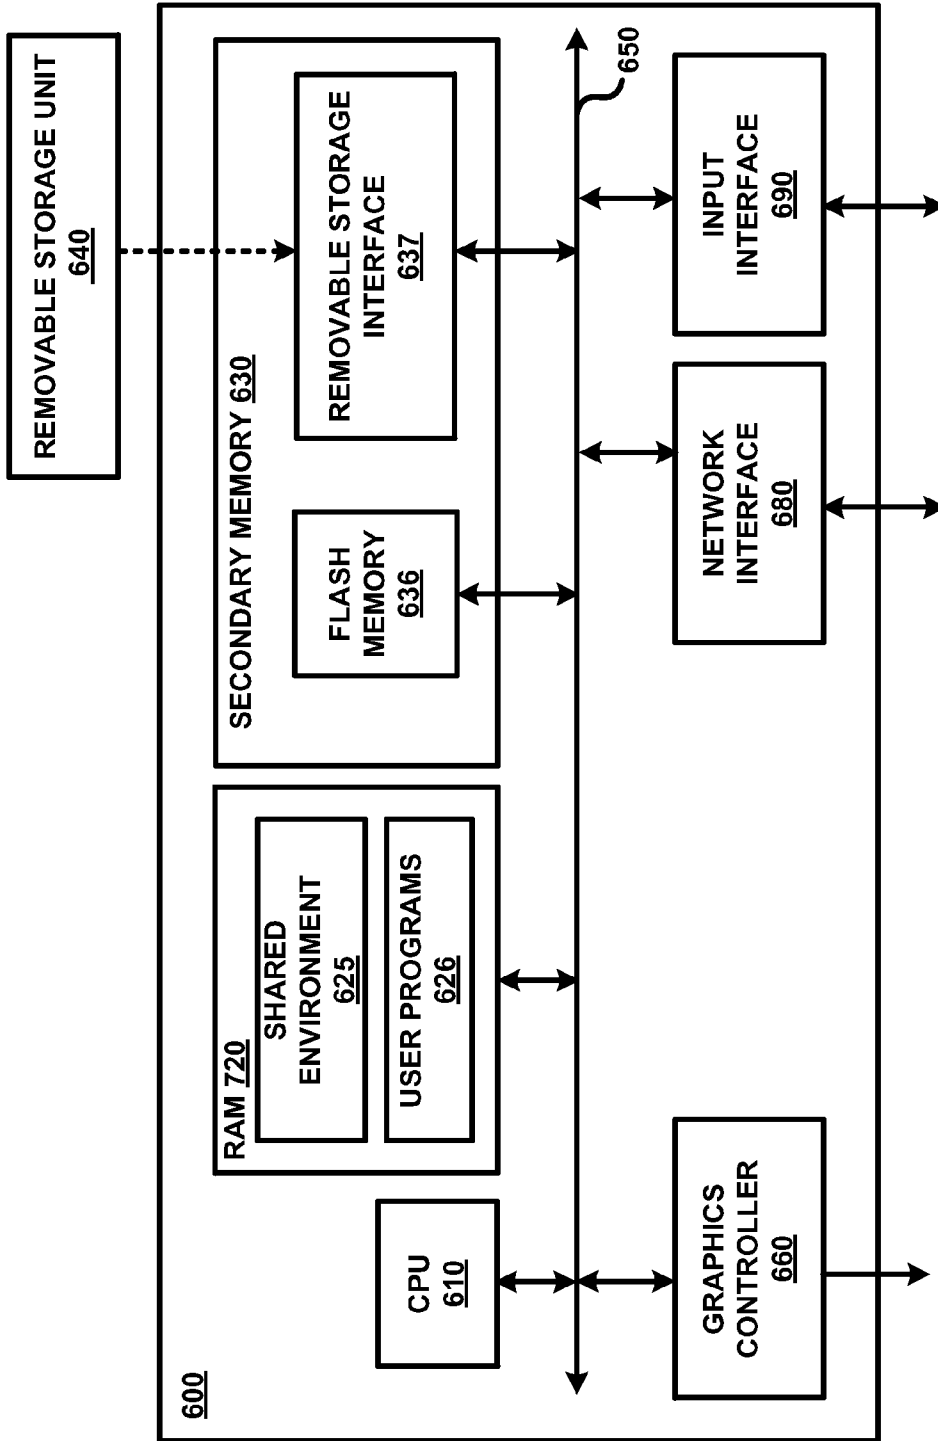 600
CPU
610
RAM 720
SHARED
ENVIRONMENT
625
USER PROGRAMS
626
SECONDARY MEMORY 630
FLASH
MEMORY
636
REMOVABLE STORAGE
INTERFACE
637
REMOVABLE STORAGE UNIT
640
650
GRAPHICS
CONTROLLER
660
NETWORK
INTERFACE
680
INPUT
INTERFACE
690